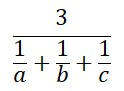 3
1/a + 1/b + 1/c